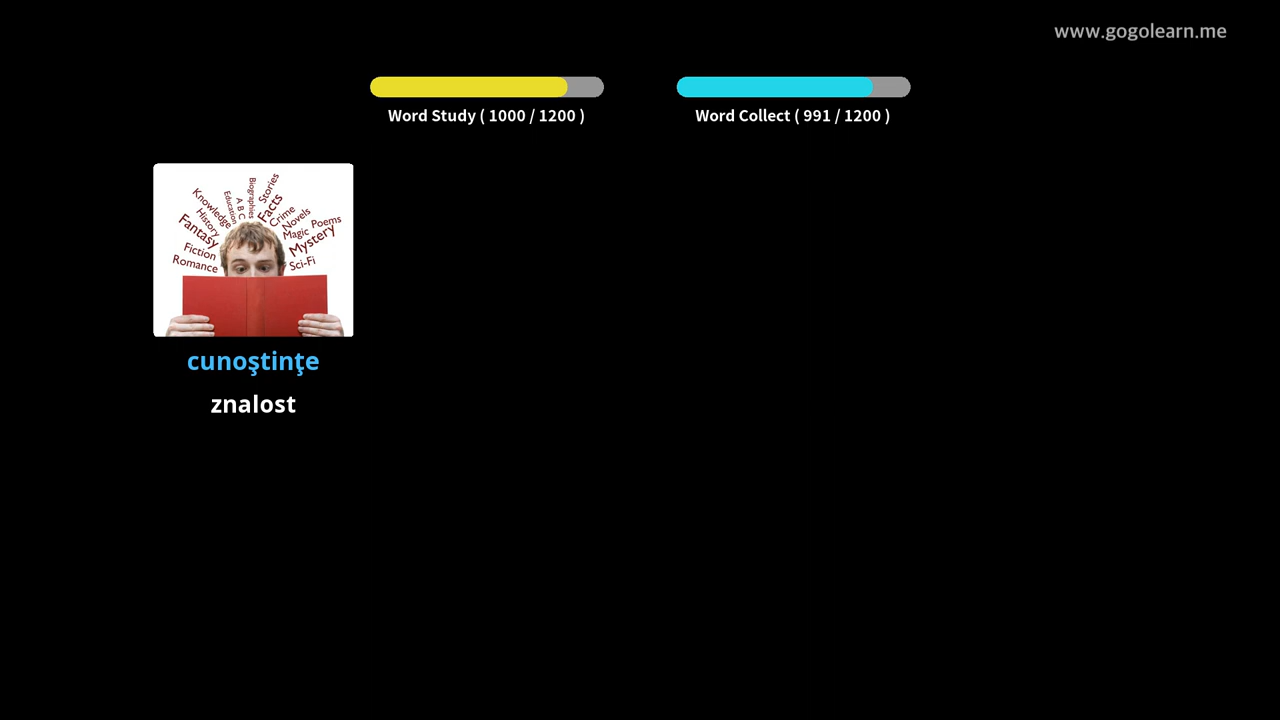 www.gogolearn.me
Word Study ( 1000 / 1200 )
Word Collect ( 991 / 1200 )
Knowledge
History
Fantasy
Fiction
Romance
Education
A B C
Biographies
Stories
Facts
Crime
Novels
Magic
Poems
Mystery
Sci-Fi
cunoştinţe
znalost